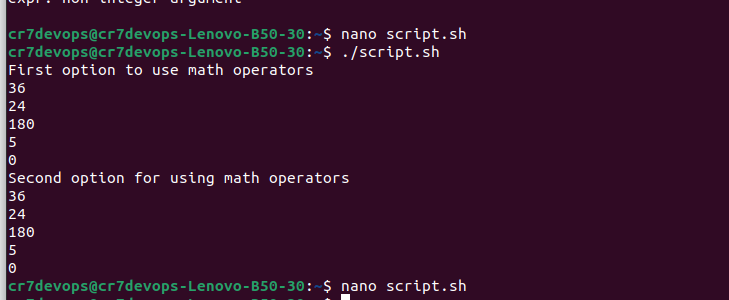 expr: non-integer argument
cr7devops@cr7devops-Lenovo-B50-30:~$ nano script.sh
cr7devops@cr7devops-Lenovo-B50-30:~$ ./script.sh
First option to use math operators
36
24
180
5
0
Second option for using math operators
36
24
180
5
0
cr7devops@cr7devops-Lenovo-B50-30:~$ nano script.sh